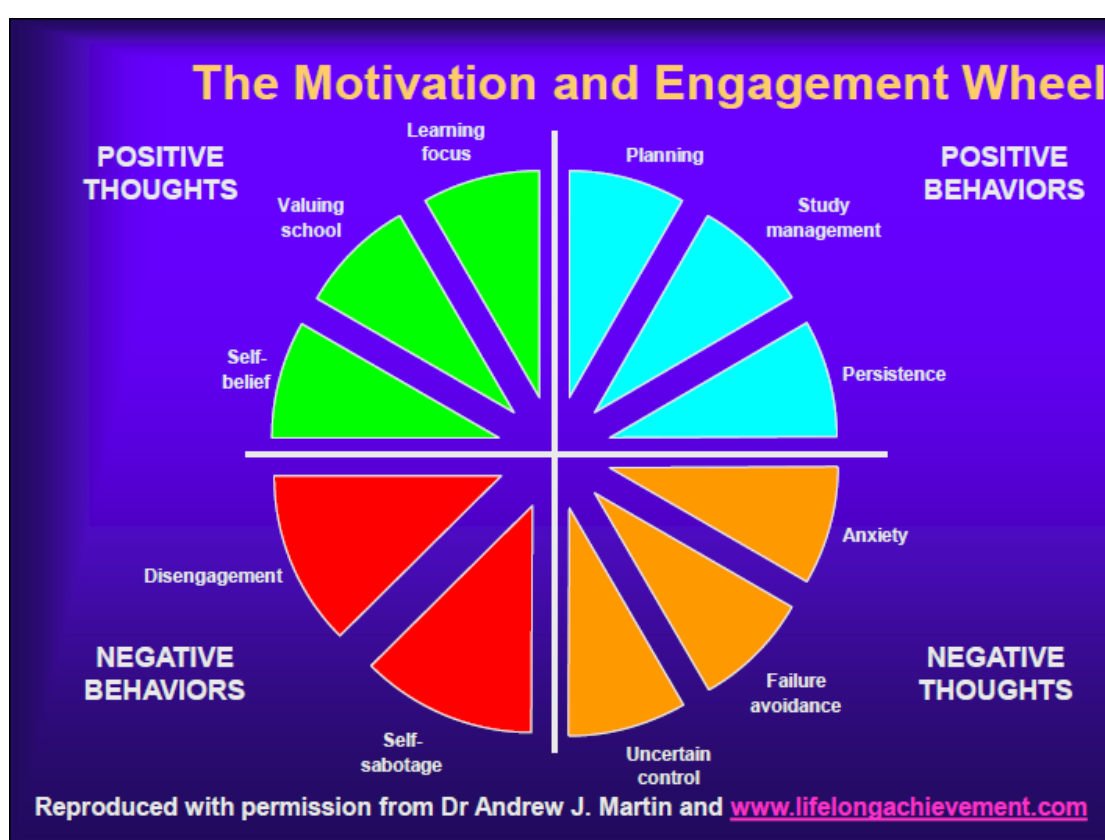 The Motivation and Engagement Wheel
POSITIVE
THOUGHTS
Learning
focus
Planning
POSITIVE
BEHAVIORS
Valuing
school
Study
management
Self-
belief
Persistence
Disengagement
Anxiety
NEGATIVE
BEHAVIORS
NEGATIVE
THOUGHTS
Self-
sabotage
Uncertain
control
Failure
avoidance
Reproduced with permission from Dr Andrew J. Martin and www.lifelongachievement.com